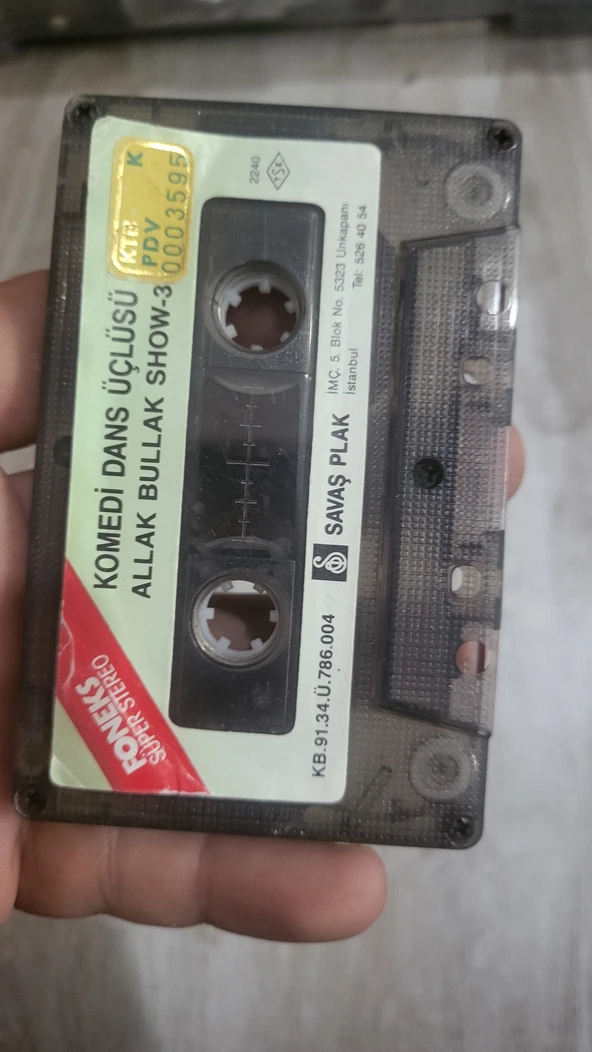 KOMEDİ DANS ÜÇLÜSÜ
ALLAK BULLAK SHOW-3
KTB
PDV K
0003595
2240
TSE
FONEKS
SÜPER STEREO
KB.91.34.Ü.786.004
SAVAŞ PLAK
İMÇ. 5. Blok No. 5323 Unkapanı
İstanbul Tel: 526 40 54